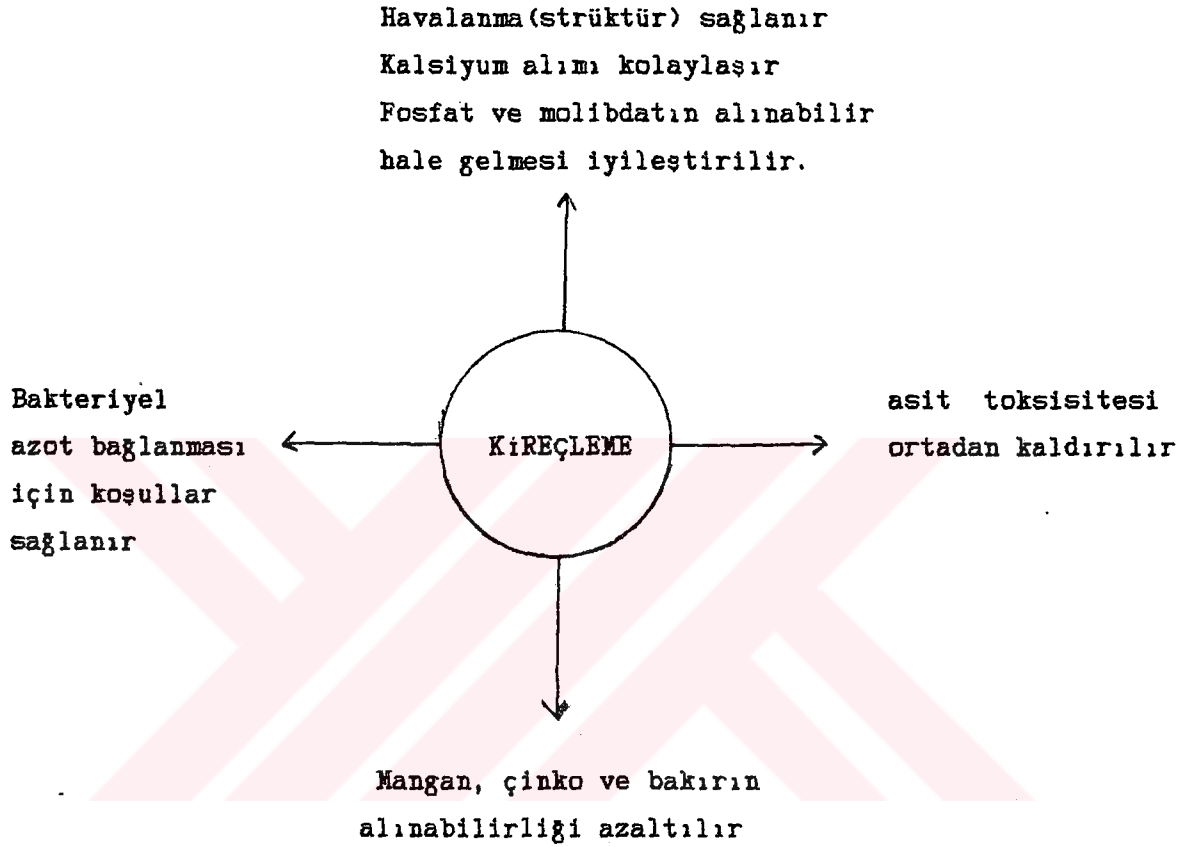 Havalanma(strüktür) sağlanır
Kalsiyum alımı kolaylaşır
Fosfat ve molibdatın alınabilir
hale gelmesi iyileştirilir.
Bakteriyel
azot bağlanması
için koşullar
sağlanır
KİREÇLEME
asit toksisitesi
ortadan kaldırılır
Mangan, çinko ve bakırın
alınabilirliği azaltılır